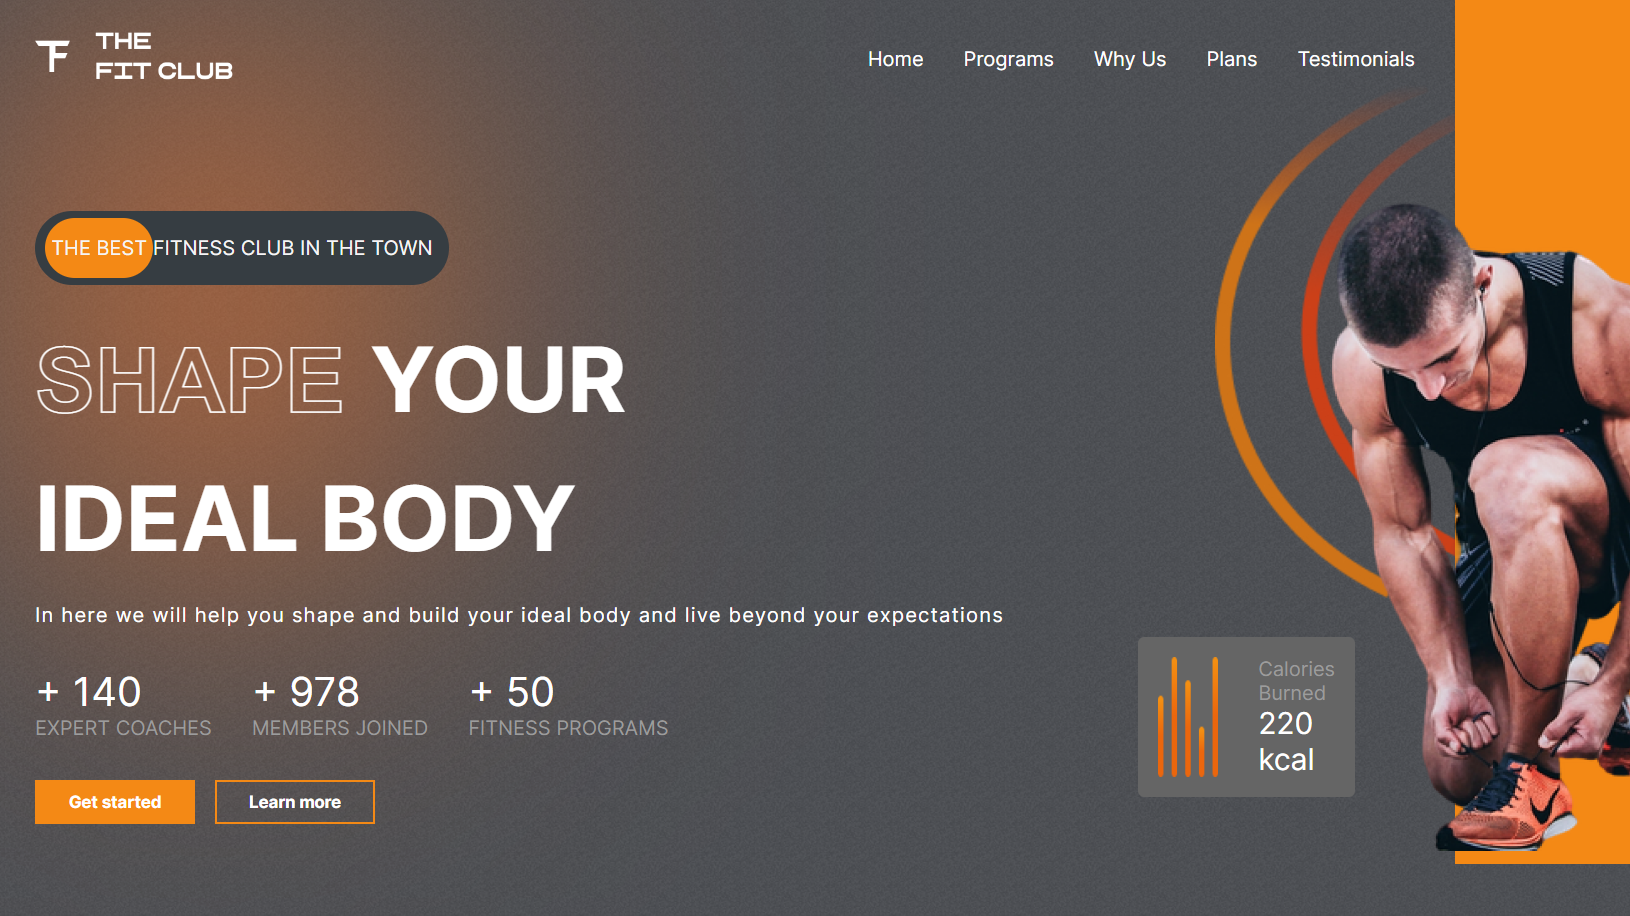 THE
FIT CLUB
Home Programs Why Us Plans Testimonials
THE BEST FITNESS CLUB IN THE TOWN
SHAPE YOUR
IDEAL BODY
In here we will help you shape and build your ideal body and live beyond your expectations
+ 140 + 978 + 50
EXPERT COACHES MEMBERS JOINED FITNESS PROGRAMS
Get started Learn more
Calories
Burned
220
kcal